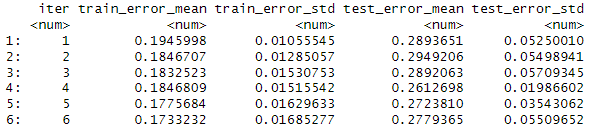 iter train_error_mean train_error_std test_error_mean test_error_std
<num> <num> <num> <num> <num>
1: 1 0.1945998 0.01055545 0.2893651 0.05250010
2: 2 0.1846707 0.01285057 0.2949206 0.05498941
3: 3 0.1832523 0.01530753 0.2892063 0.05709345
4: 4 0.1846809 0.01515542 0.2612698 0.01986602
5: 5 0.1775684 0.01629633 0.2723810 0.03543062
6: 6 0.1733232 0.01685277 0.2779365 0.05509652